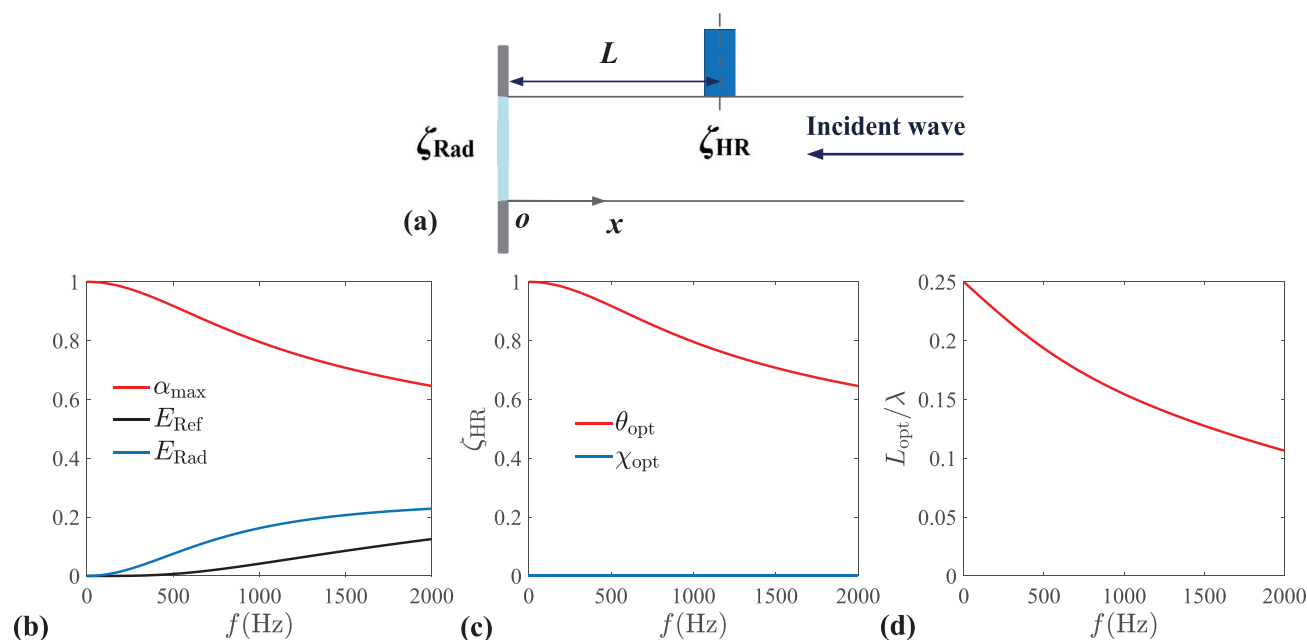 L
ζRad
ζHR
Incident wave
(a)
o
x
1
0.8
0.6
0.4
0.2
0
αmax
ERef
ERad
0
500
1000
1500
2000
f(Hz)
(b)
ζHR
1
0.8
0.6
0.4
0.2
0
θopt
χopt
0
500
1000
1500
2000
f(Hz)
(c)
Lopt/λ
0.25
0.2
0.15
0.1
0.05
0
0
500
1000
1500
2000
f(Hz)
(d)